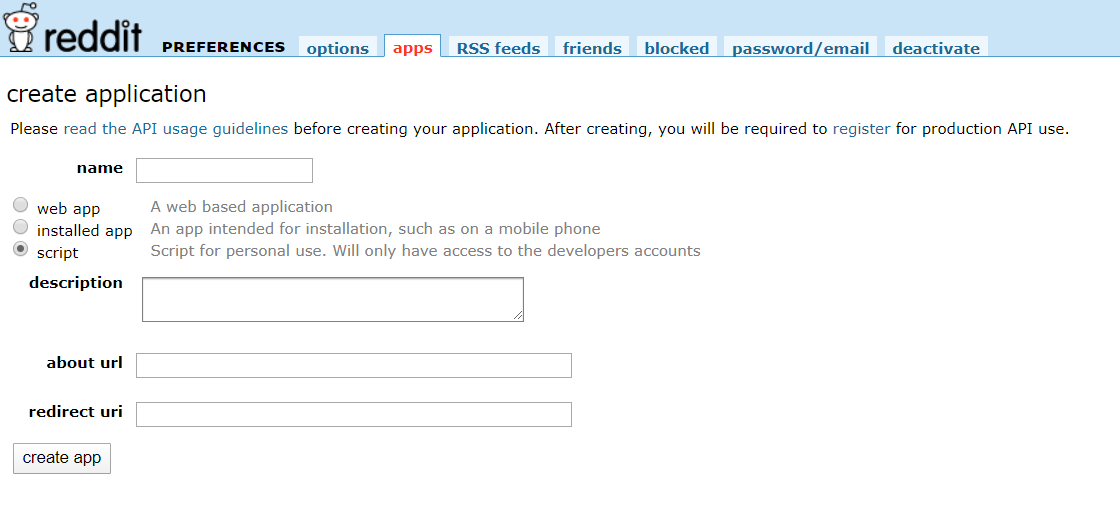 reddit PREFERENCES options apps RSS feeds friends blocked password/email deactivate
create application
Please read the API usage guidelines before creating your application. After creating, you will be required to register for production API use.
name
web app A web based application
installed app An app intended for installation, such as on a mobile phone
script Script for personal use. Will only have access to the developers accounts
description
about url
redirect uri
create app